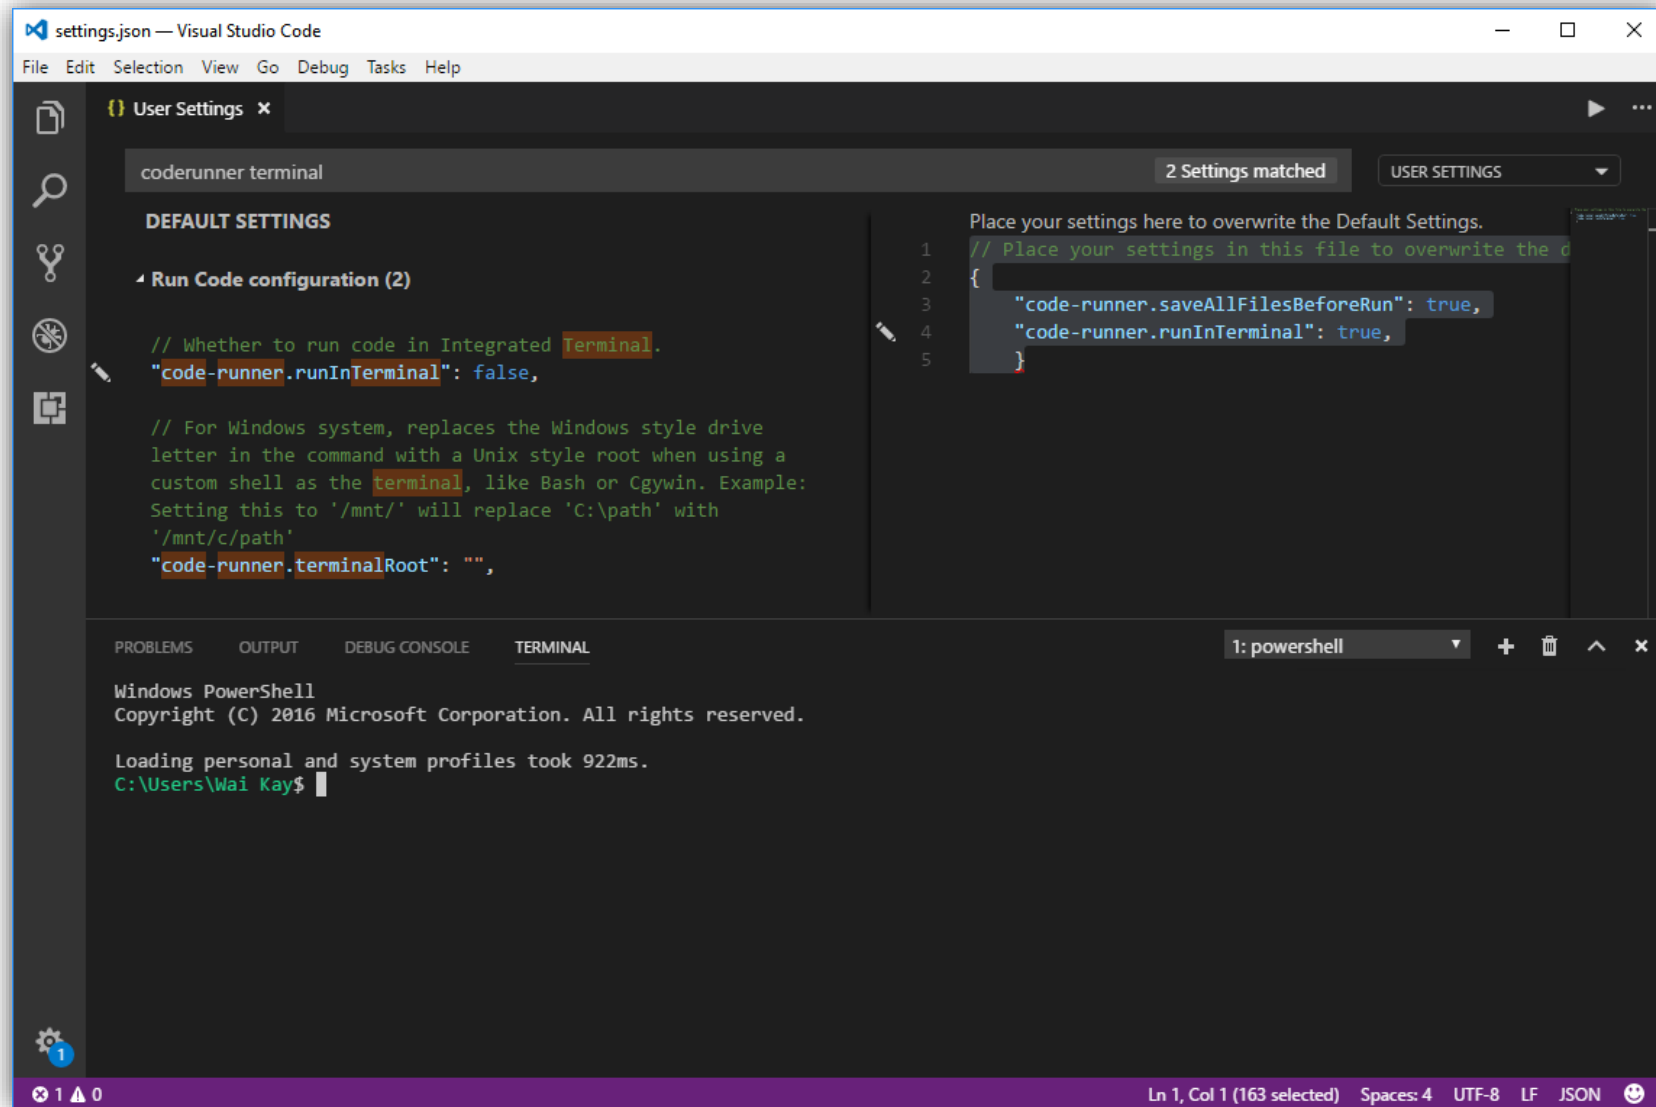 settings.json — Visual Studio Code
File Edit Selection View Go Debug Tasks Help
{} User Settings ×
coderunner terminal
2 Settings matched
USER SETTINGS
DEFAULT SETTINGS
Run Code configuration (2)
// Whether to run code in Integrated Terminal.
"code-runner.runInTerminal": false,
// For Windows system, replaces the Windows style drive
letter in the command with a Unix style root when using a
custom shell as the terminal, like Bash or Cgywin. Example:
Setting this to '/mnt/' will replace 'C:\path' with
'/mnt/c/path'
"code-runner.terminalRoot": "",
Place your settings here to overwrite the Default Settings.
1 // Place your settings in this file to overwrite the d
2 {
3 "code-runner.saveAllFilesBeforeRun": true,
4 "code-runner.runInTerminal": true,
5 }
PROBLEMS OUTPUT DEBUG CONSOLE TERMINAL
1: powershell
Windows PowerShell
Copyright (C) 2016 Microsoft Corporation. All rights reserved.
Loading personal and system profiles took 922ms.
C:\Users\Wai Kay$
1
1 0
Ln 1, Col 1 (163 selected) Spaces: 4 UTF-8 LF JSON